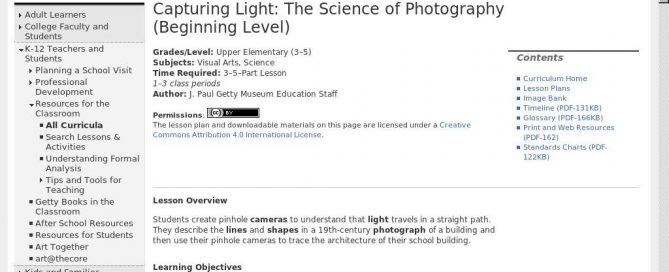 Adult Learners
College Faculty and
Students
K-12 Teachers and
Students
Planning a School Visit
Professional
Development
Resources for the
Classroom
All Curricula
Search Lessons &
Activities
Understanding Formal
Analysis
Tips and Tools for
Teaching
Getty Books in the
Classroom
After School Resources
Resources for Students
Art Together
art@thecore
Kids and Families
Capturing Light: The Science of Photography
(Beginning Level)
Grades/Level: Upper Elementary (3–5)
Subjects: Visual Arts, Science
Time Required: 3–5–Part Lesson
1–3 class periods
Author: J. Paul Getty Museum Education Staff
Permissions: cc BY
The lesson plan and downloadable materials on this page are licensed under a Creative
Commons Attribution 4.0 International License.
Lesson Overview
Students create pinhole cameras to understand that light travels in a straight path.
They describe the lines and shapes in a 19th-century photograph of a building and
then use their pinhole cameras to trace the architecture of their school building.
Learning Objectives
Contents
Curriculum Home
Lesson Plans
Image Bank
Timeline (PDF-131KB)
Glossary (PDF-166KB)
Print and Web Resources
(PDF-162)
Standards Charts (PDF-
122KB)